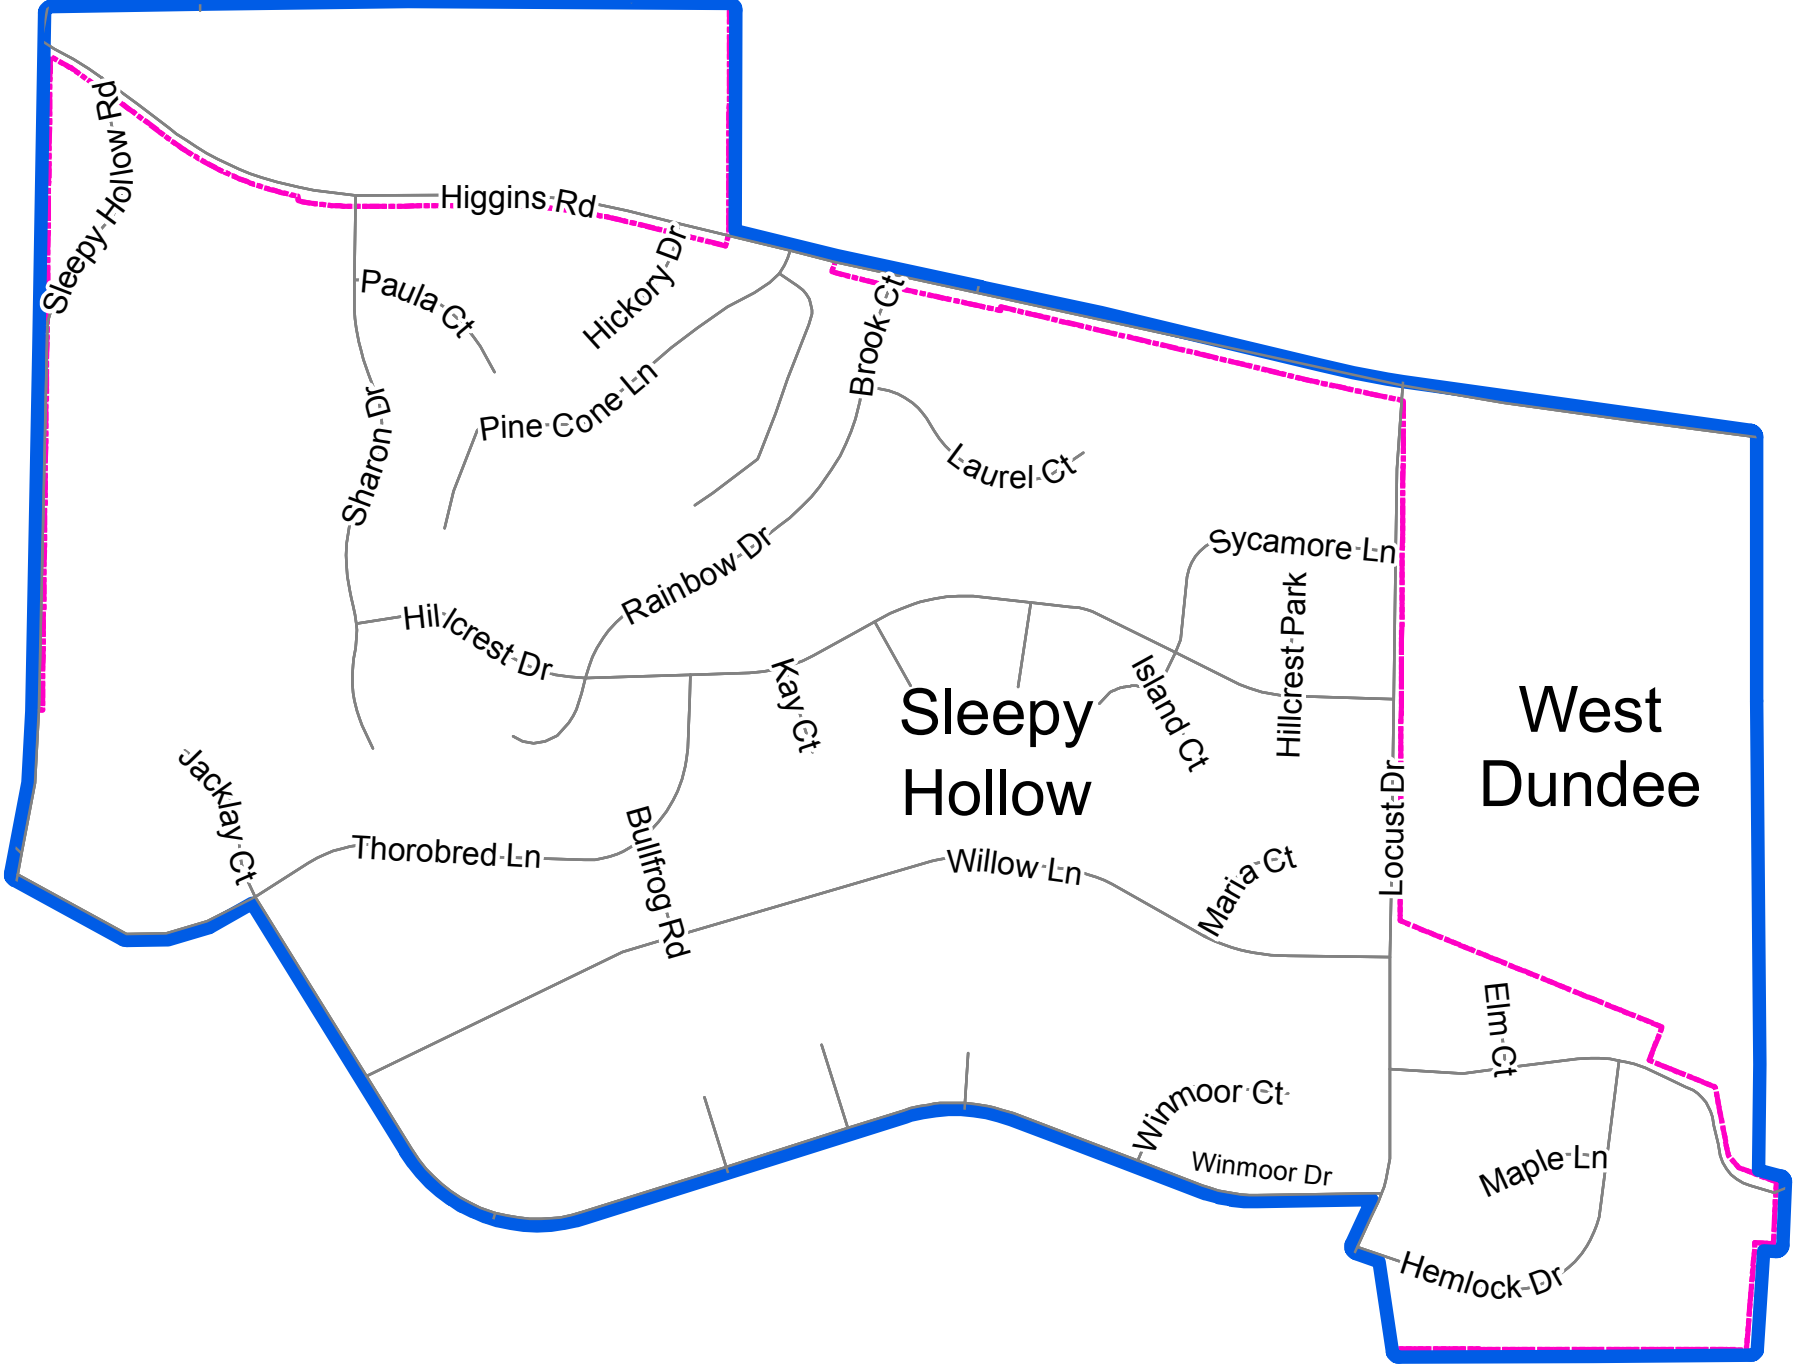 Sleepy Hollow Rd
Higgins Rd
Hickory Dr
Paula Ct
Brook Ct
Pine Cone Ln
Sharon Dr
Laurel Ct
Sycamore Ln
Rainbow Dr
Hillcrest Dr
Hillcrest Park
Kay Ct
Island Ct
Sleepy
Hollow
West
Dundee
Jacklay Ct
Locust Dr
Thorobred Ln
Bullfrog Rd
Willow Ln
Maria Ct
Elm Ct
Winmoor Ct
Winmoor Dr
Maple Ln
Hemlock Dr